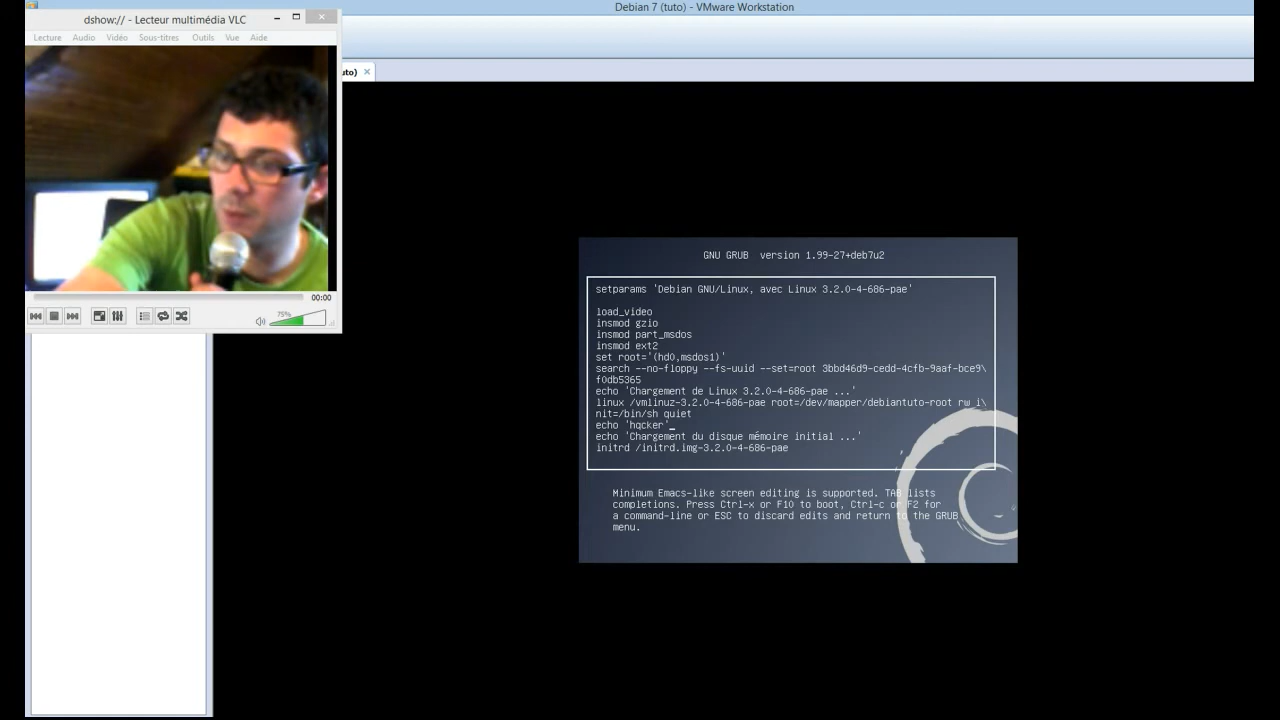 Debian 7 (tuto) - VMware Workstation
dshow:// - Lecteur multimédia VLC
Lecture Audio Vidéo Sous-titres Outils Vue Aide
uto)
00:00
75%
GNU GRUB version 1.99-27+deb7u2
setparams 'Debian GNU/Linux, avec Linux 3.2.0-4-686-pae'
load_video
insmod gzio
insmod part_msdos
insmod ext2
set root='(hd0,msdos1)'
search --no-floppy --fs-uuid --set=root 3bbd46d9-cedd-4cfb-9aaf-bce9\
f0db5365
echo 'Chargement de Linux 3.2.0-4-686-pae ...'
linux /vmlinuz-3.2.0-4-686-pae root=/dev/mapper/debiantuto-root rw i\
nit=/bin/sh quiet
echo 'hqcker'_
echo 'Chargement du disque mémoire initial ...'
initrd /initrd.img-3.2.0-4-686-pae
Minimum Emacs-like screen editing is supported. TAB lists
completions. Press Ctrl-x or F10 to boot, Ctrl-c or F2 for
a command-line or ESC to discard edits and return to the GRUB
menu.